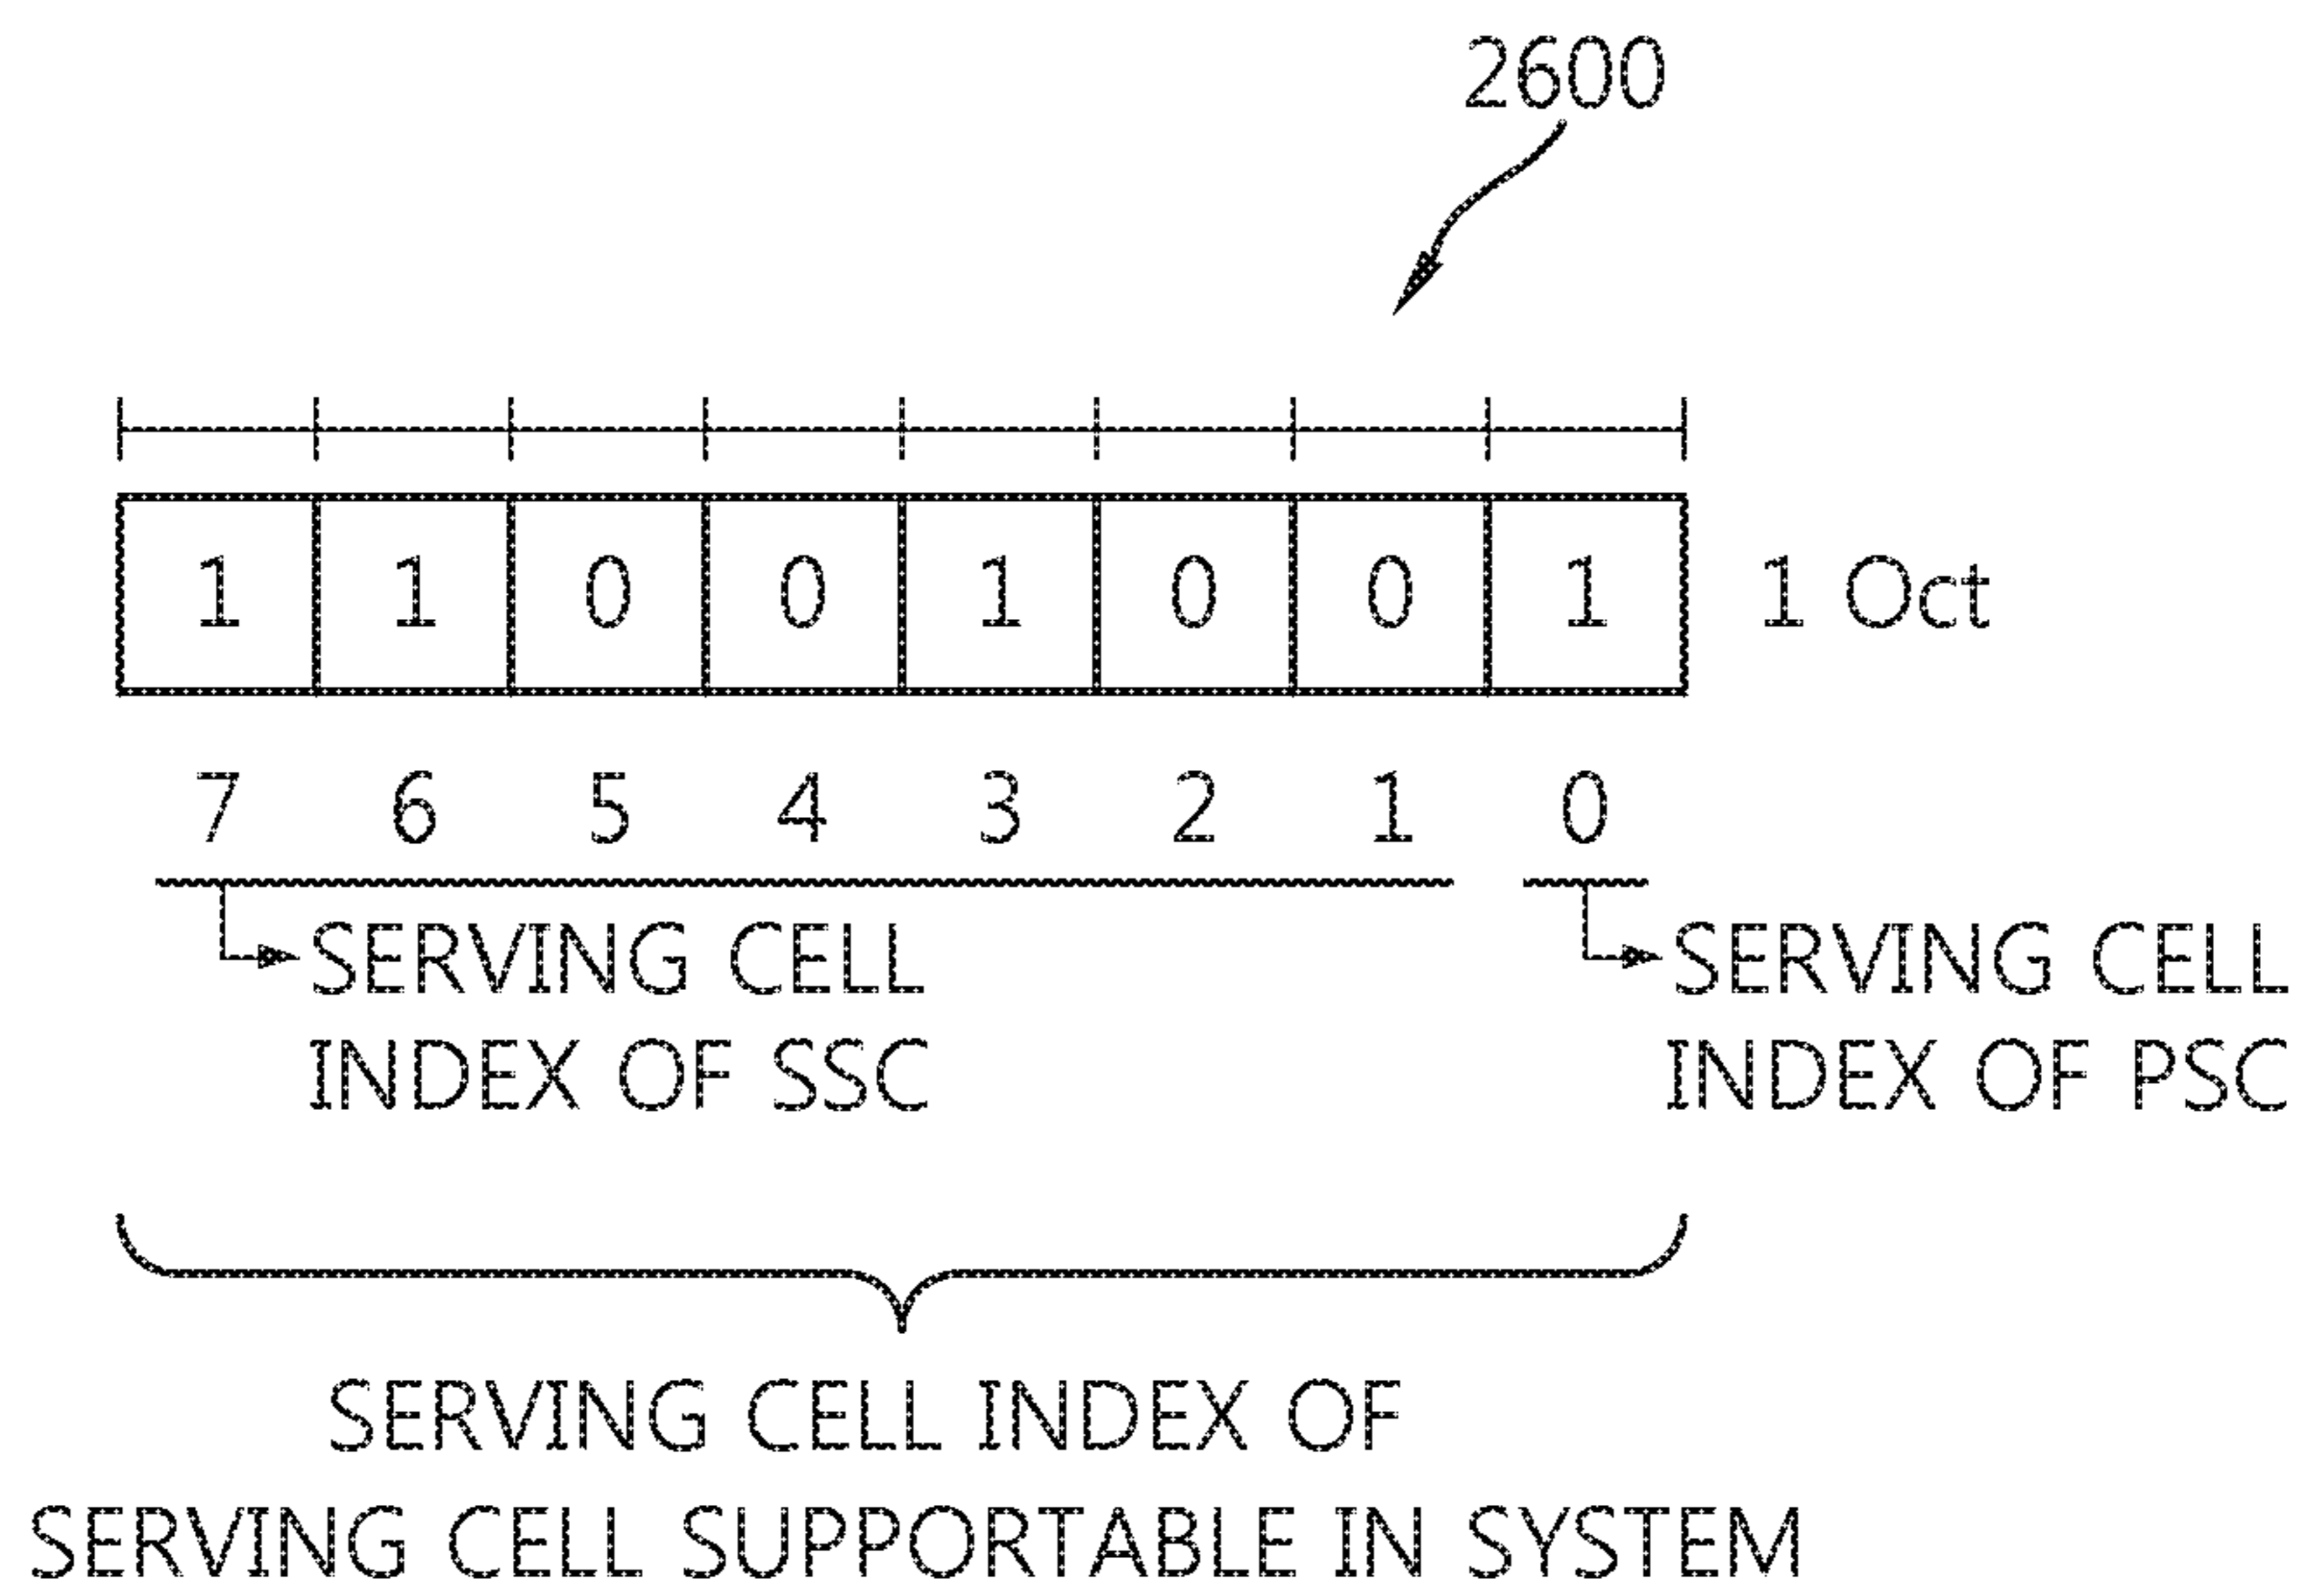 2600
1 1 0 0 1 0 0 1 1 Oct
7 6 5 4 3 2 1 0
SERVING CELL
INDEX OF SSC
SERVING CELL
INDEX OF PSC
SERVING CELL INDEX OF
SERVING CELL SUPPORTABLE IN SYSTEM